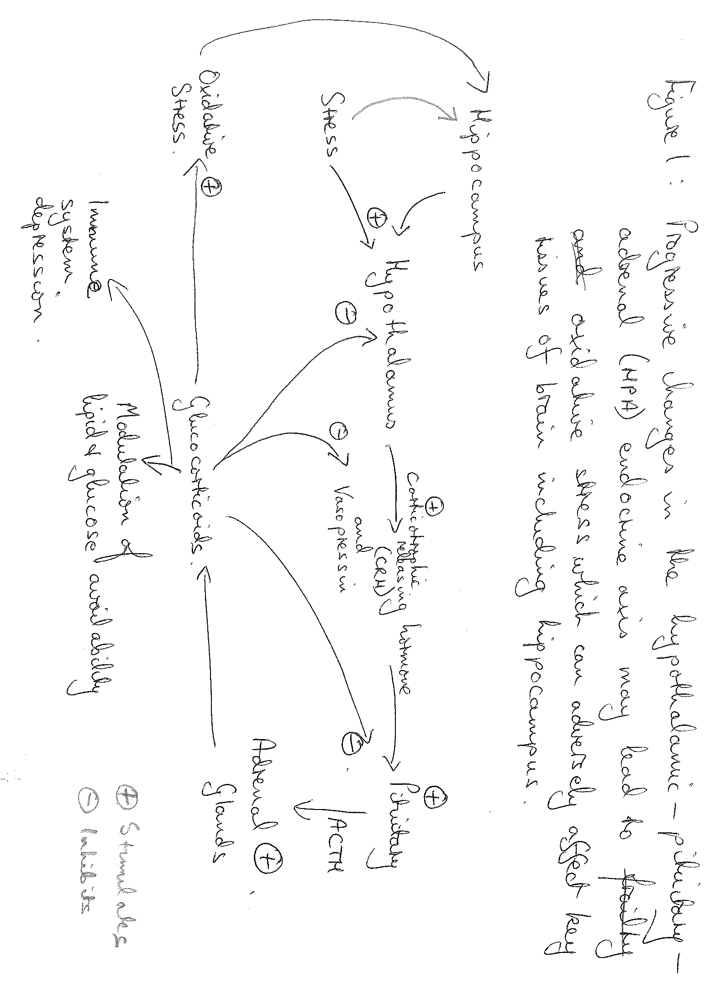 Figure 1 : Progressive changes in the hypothalamic – pituitary –
adrenal (HPA) endocrine axis may lead to frailty
and oxidative stress which can adversely affect key
tissues of brain including hippocampus.
Hippocampus
Stress
+
Hypothalamus
+
Corticotrophic
releasing hormone
(CRH)
and
Vasopressin
+
Pituitary
−
−
−
ACTH
Adrenal +
Glands
Oxidative +
Stress.
Glucocorticoids.
Immune
system
depression.
Modulation of
lipid & glucose availability
+ Stimulates
− Inhibits